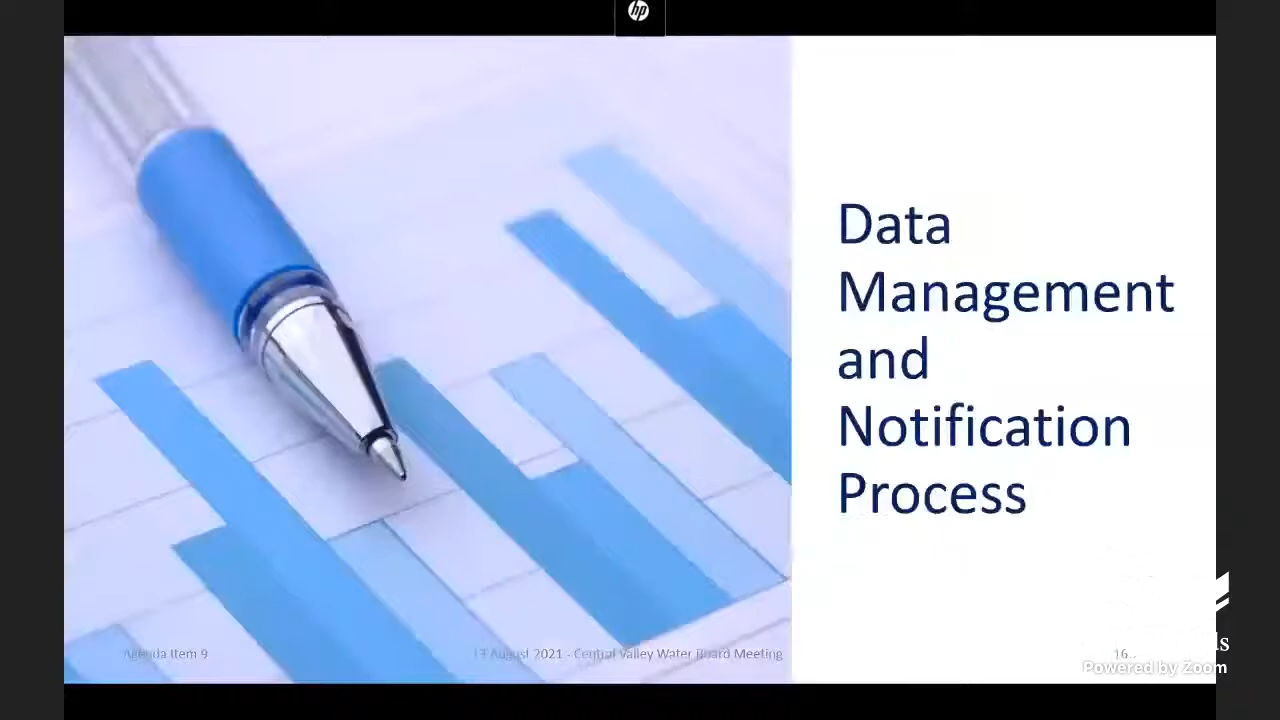 hp
Data
Management
and
Notification
Process
Agenda Item 9
August 2021 - Central Valley Water Board Meeting
16
Powered by Zoom